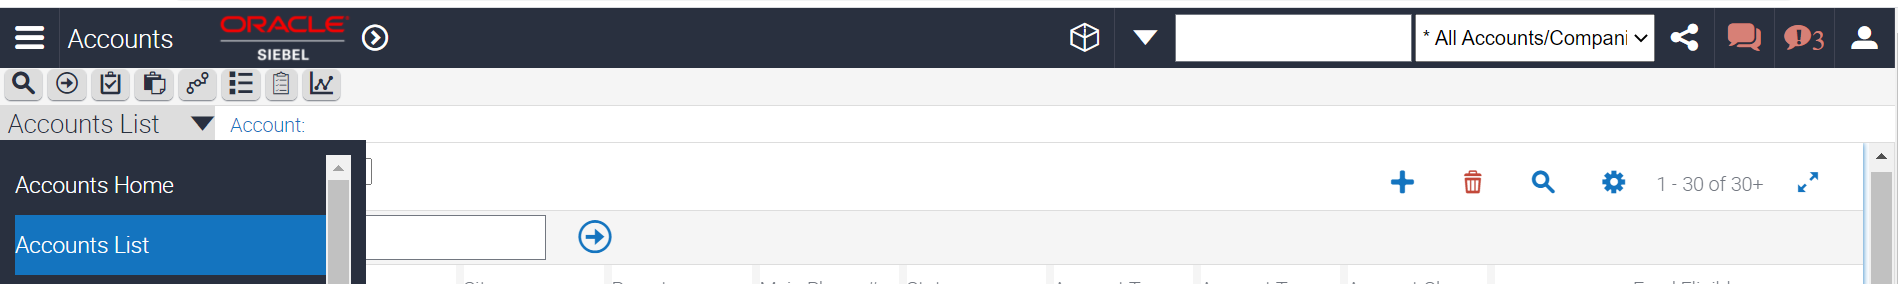 Accounts
ORACLE
SIEBEL
* All Accounts/Compani
3
Accounts List
Account:
Accounts Home
1 - 30 of 30+
Accounts List